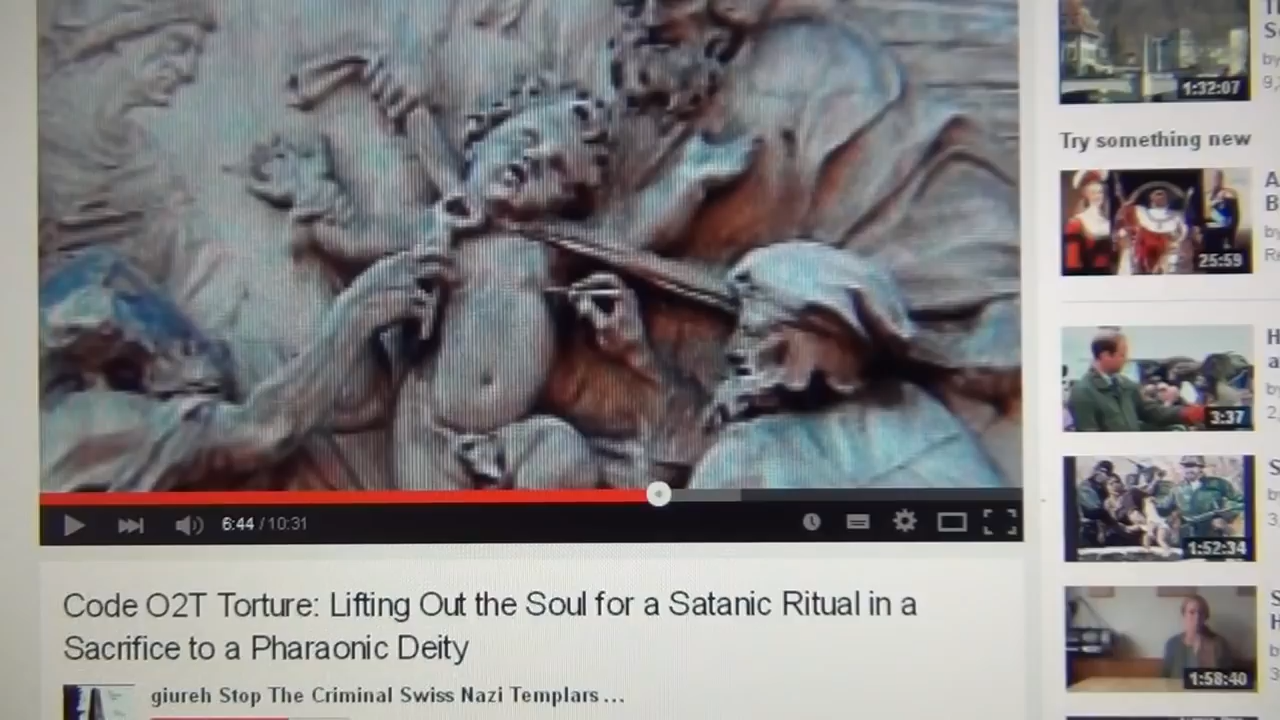 1:32:07
Try something new
25:59
3:37
1:52:34
1:58:40
6:44 / 10:31
Code O2T Torture: Lifting Out the Soul for a Satanic Ritual in a
Sacrifice to a Pharaonic Deity
giureh Stop The Criminal Swiss Nazi Templars ...